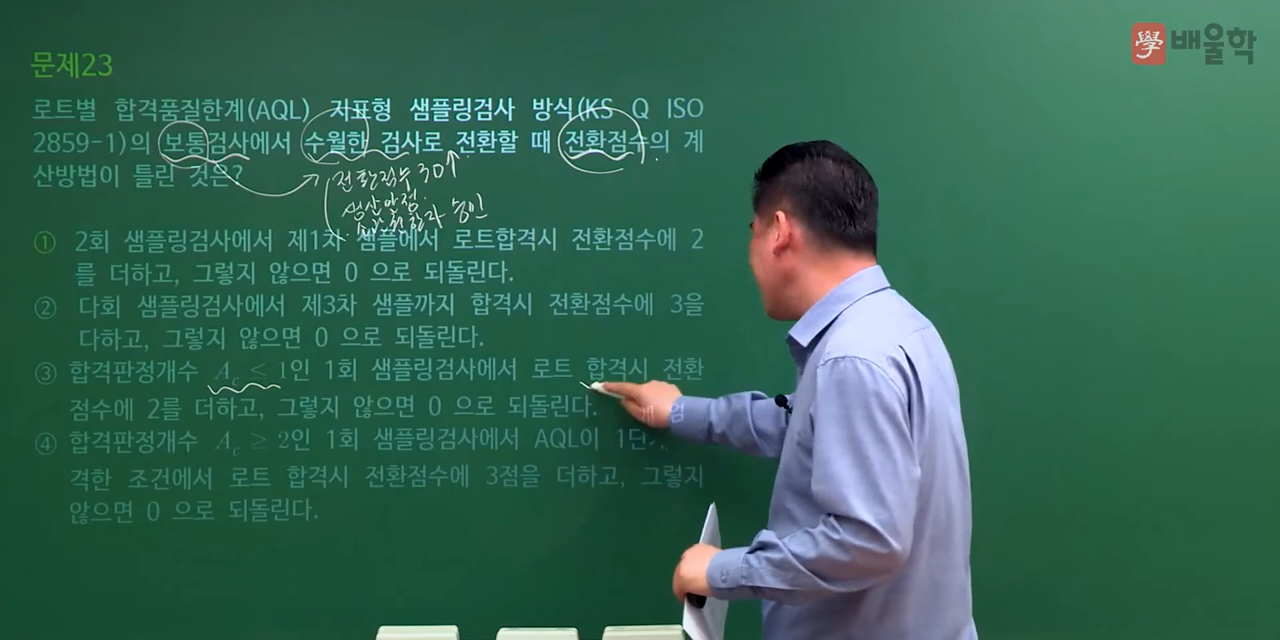 學 배울학
문제23
로트별 합격품질한계(AQL) 지표형 샘플링검사 방식(KS Q ISO
2859-1)의 보통검사에서 수월한 검사로 전환할 때 전환점수의 계
산방법이 틀린 것은?
전환점수 30↑
생산안정
승인
① 2회 샘플링검사에서 제1차 샘플에서 로트합격시 전환점수에 2
를 더하고, 그렇지 않으면 0 으로 되돌린다.
② 다회 샘플링검사에서 제3차 샘플까지 합격시 전환점수에 3을
다하고, 그렇지 않으면 0 으로 되돌린다.
③ 합격판정개수 A_c < 1인 1회 샘플링검사에서 로트 합격시 전환
점수에 2를 더하고, 그렇지 않으면 0 으로 되돌린다.
④ 합격판정개수 A_c ≥ 2인 1회 샘플링검사에서 AQL이 1단계
격한 조건에서 로트 합격시 전환점수에 3점을 더하고, 그렇지
않으면 0 으로 되돌린다.